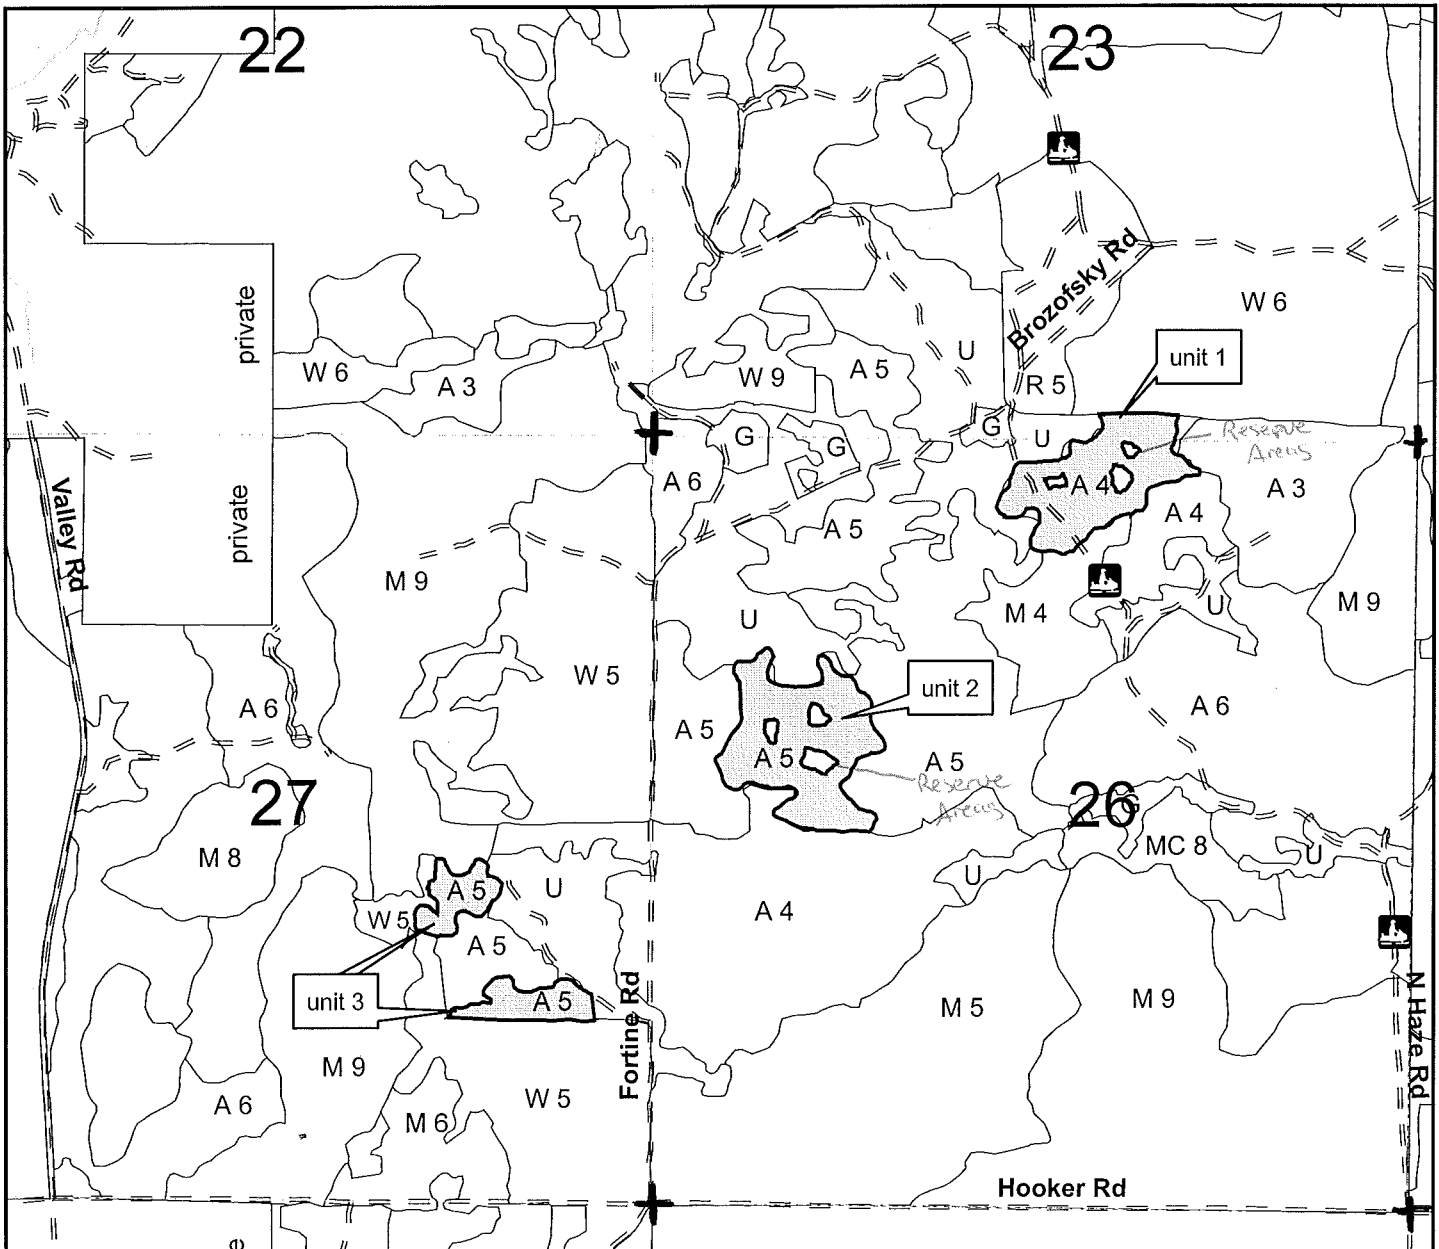 22
23
private
Brozofsky Rd
W 6
unit 1
U
W 6
A 3
W 9
A 5
R 5
G
G
G
U
Reserve
Areas
A 6
A 4
A 3
Valley Rd
private
A 5
A 4
M 9
M 4
U
M 9
U
W 5
unit 2
A 6
A 5
A 6
A 5
A 5
Reserve
Areas
27
26
G
M 8
MC 8
U
A 5
U
U
W 5
A 4
A 5
unit 3
A 5
Fortine Rd
M 5
M 9
N Haze Rd
M 9
A 6
M 6
W 5
Hooker Rd
e